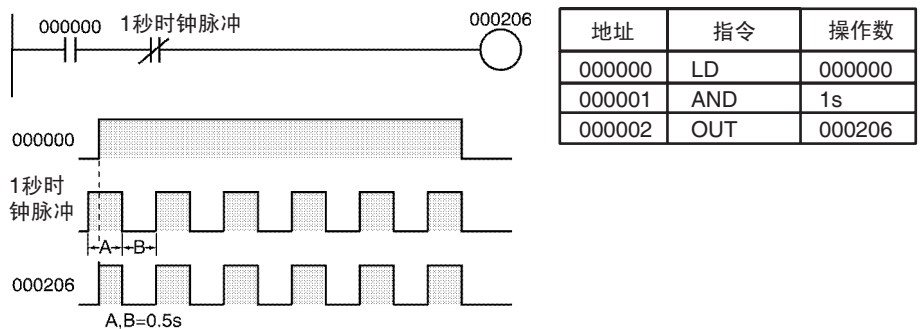 000000 1秒时钟脉冲 000206
000000
1秒时
钟脉冲
A B
000206
A,B=0.5s
地址 指令 操作数
000000 LD 000000
000001 AND 1s
000002 OUT 000206